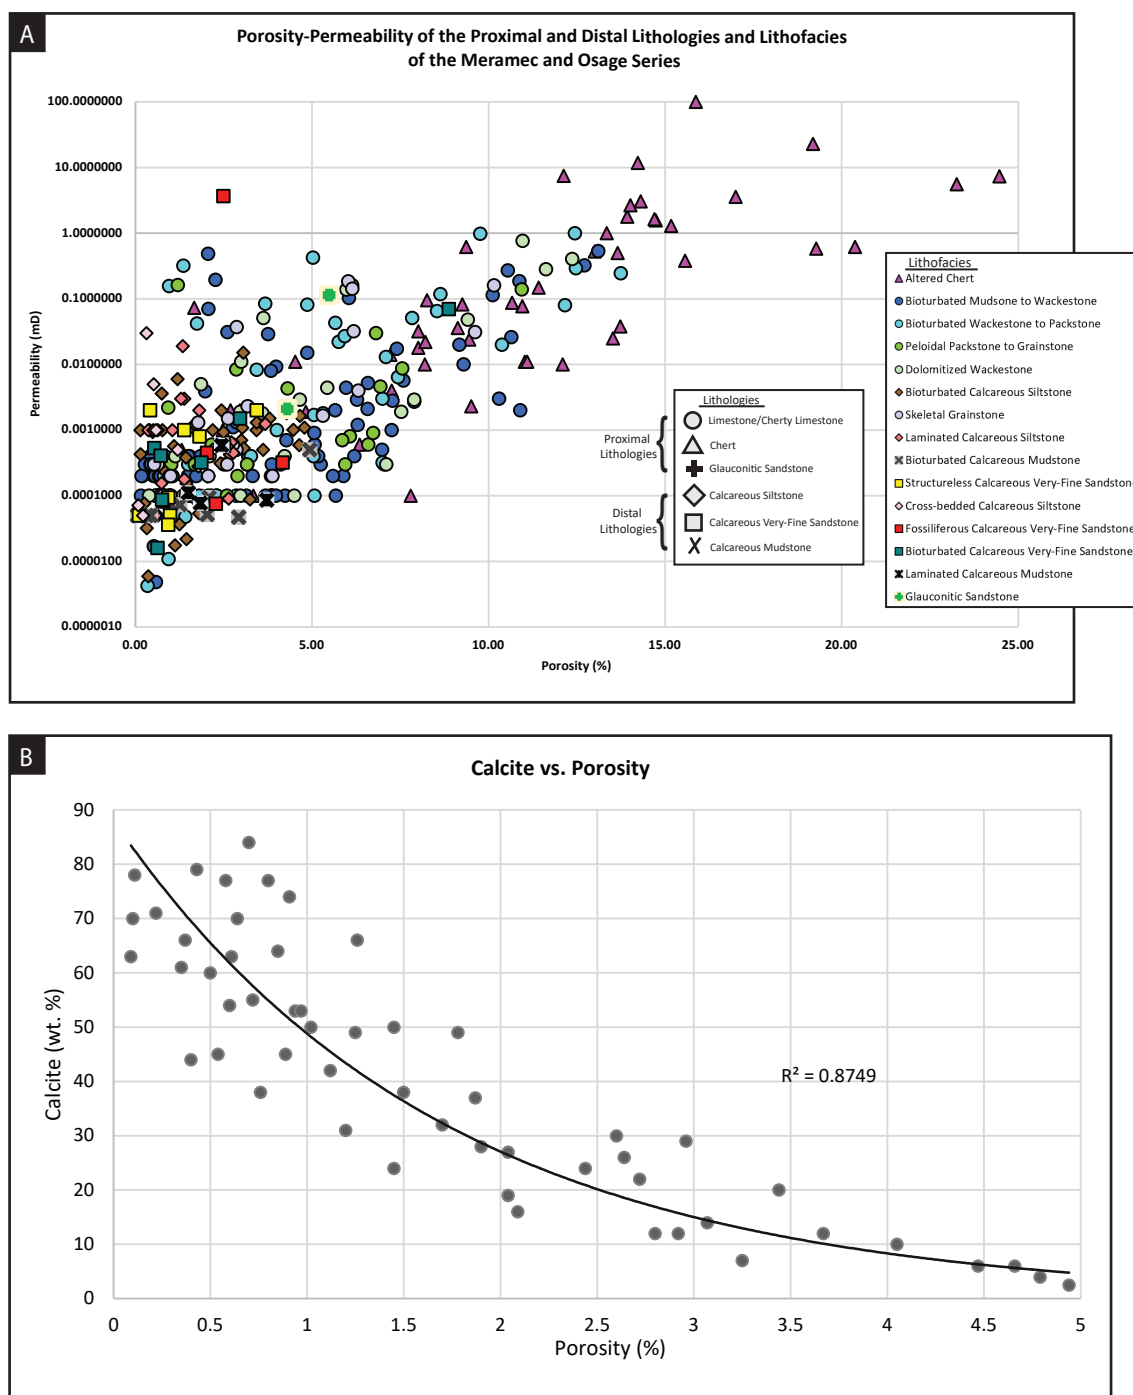 A
Porosity-Permeability of the Proximal and Distal Lithologies and Lithofacies
of the Meramec and Osage Series
Permeability (mD)
100.0000000
10.0000000
1.0000000
0.1000000
0.0100000
0.0010000
0.0001000
0.0000100
0.0000010
0.00
5.00
10.00
15.00
20.00
25.00
Porosity (%)
Lithologies
Proximal
Lithologies
Limestone/Cherty Limestone
Chert
Glauconitic Sandstone
Distal
Lithologies
Calcareous Siltstone
Calcareous Very-Fine Sandstone
Calcareous Mudstone
Lithofacies
Altered Chert
Bioturbated Mudsone to Wackestone
Bioturbated Wackestone to Packstone
Peloidal Packstone to Grainstone
Dolomitized Wackestone
Bioturbated Calcareous Siltstone
Skeletal Grainstone
Laminated Calcareous Siltstone
Bioturbated Calcareous Mudstone
Structureless Calcareous Very-Fine Sandstone
Cross-bedded Calcareous Siltstone
Fossiliferous Calcareous Very-Fine Sandstone
Bioturbated Calcareous Very-Fine Sandstone
Laminated Calcareous Mudstone
Glauconitic Sandstone
B
Calcite vs. Porosity
Calcite (wt. %)
90
80
70
60
50
40
30
20
10
0
R² = 0.8749
0
0.5
1
1.5
2
2.5
3
3.5
4
4.5
5
Porosity (%)